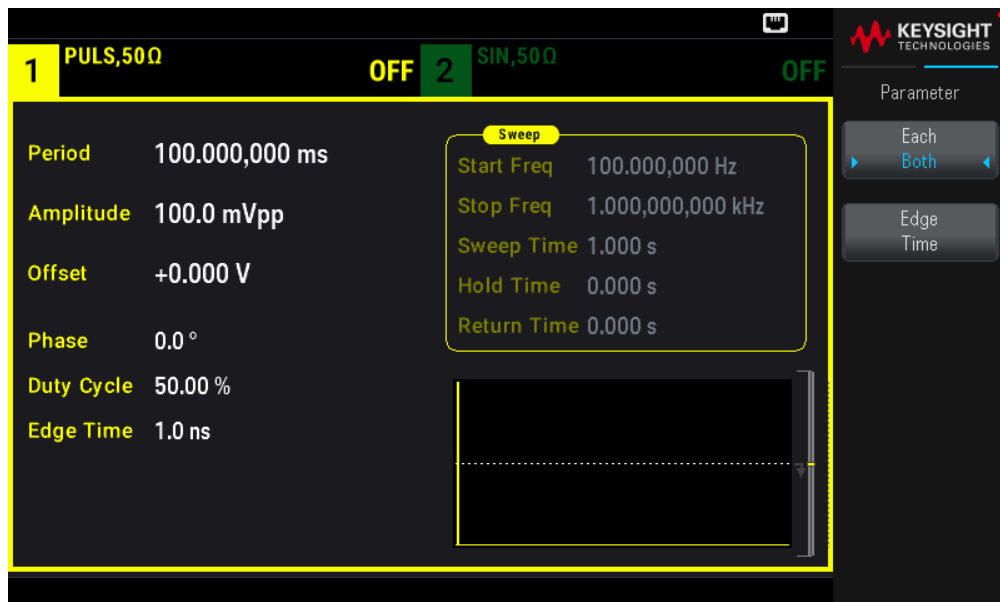 KEYSIGHT
TECHNOLOGIES
1 PULS,50Ω OFF 2 SIN,50Ω OFF
Parameter
Each
Both
Edge
Time
Period 100.000,000 ms
Amplitude 100.0 mVpp
Offset +0.000 V
Phase 0.0 °
Duty Cycle 50.00 %
Edge Time 1.0 ns
Sweep
Start Freq 100.000,000 Hz
Stop Freq 1.000,000,000 kHz
Sweep Time 1.000 s
Hold Time 0.000 s
Return Time 0.000 s